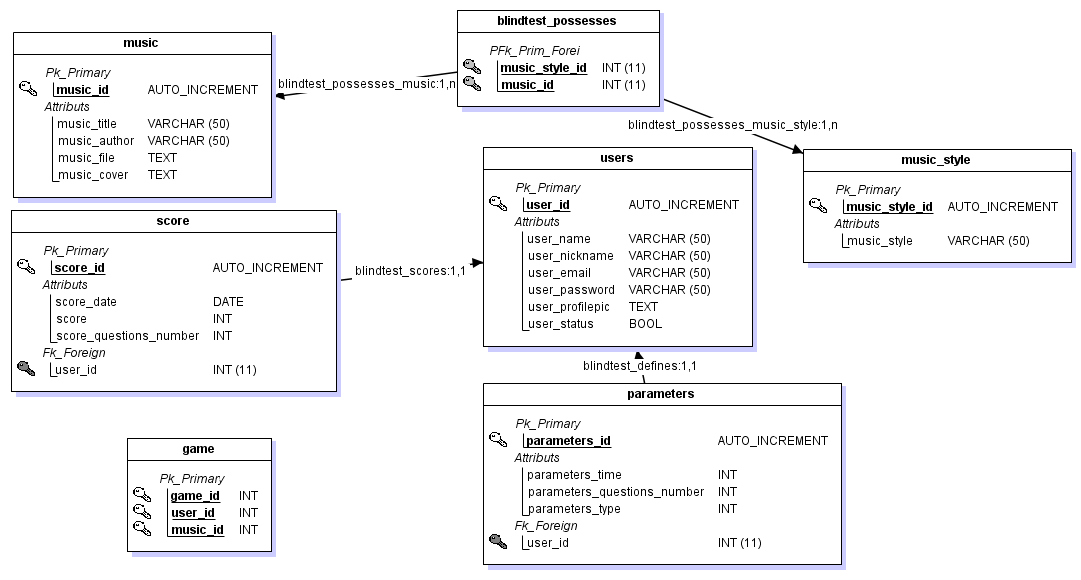 blindtest_possesses
PFk_Prim_Forei
music_style_id INT (11)
music_id INT (11)
music
Pk_Primary
music_id AUTO_INCREMENT
Attributs
music_title VARCHAR (50)
music_author VARCHAR (50)
music_file TEXT
music_cover TEXT
blindtest_possesses_music:1,n
blindtest_possesses_music_style:1,n
users
Pk_Primary
user_id AUTO_INCREMENT
Attributs
user_name VARCHAR (50)
user_nickname VARCHAR (50)
user_email VARCHAR (50)
user_password VARCHAR (50)
user_profilepic TEXT
user_status BOOL
music_style
Pk_Primary
music_style_id AUTO_INCREMENT
Attributs
music_style VARCHAR (50)
score
Pk_Primary
score_id AUTO_INCREMENT
Attributs
score_date DATE
score INT
score_questions_number INT
Fk_Foreign
user_id INT (11)
blindtest_scores:1,1
blindtest_defines:1,1
parameters
Pk_Primary
parameters_id AUTO_INCREMENT
Attributs
parameters_time INT
parameters_questions_number INT
parameters_type INT
Fk_Foreign
user_id INT (11)
game
Pk_Primary
game_id INT
user_id INT
music_id INT